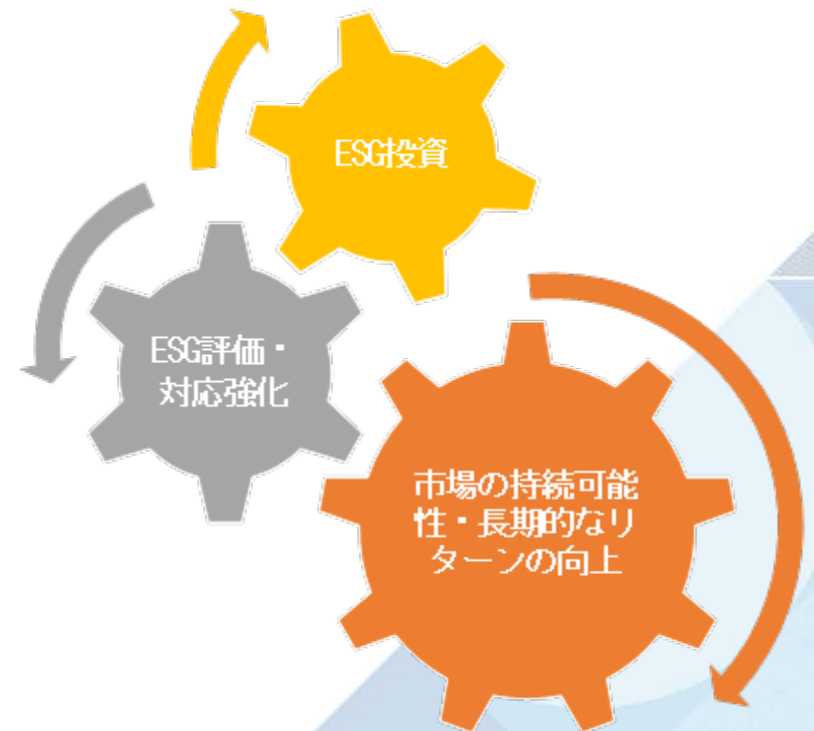 ESG投資
ESG評価・
対応強化
市場の持続可能
性・長期的なリ
ターンの向上